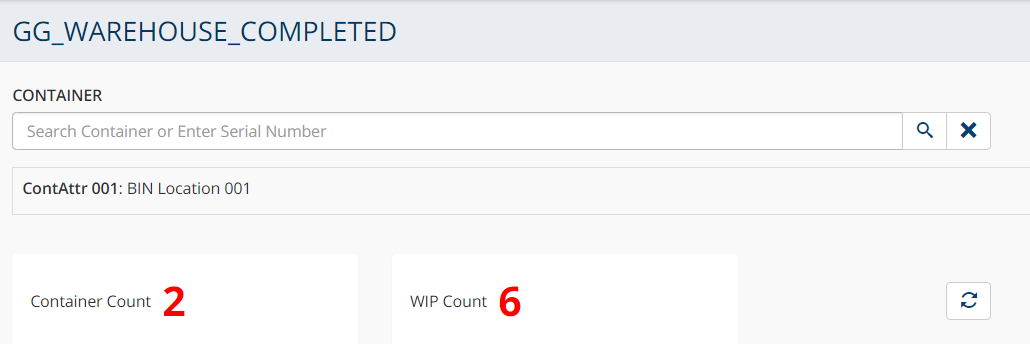 GG_WAREHOUSE_COMPLETED
CONTAINER
Search Container or Enter Serial Number
ContAttr 001: BIN Location 001
Container Count 2
WIP Count 6